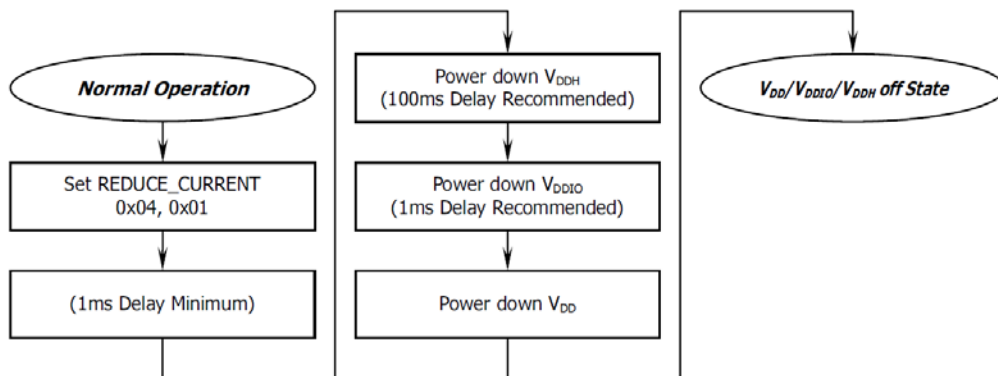 Normal Operation
Set REDUCE_CURRENT
0x04, 0x01
(1ms Delay Minimum)
Power down VDDH
(100ms Delay Recommended)
Power down VDDIO
(1ms Delay Recommended)
Power down VDD
VDD/VDDIO/VDDH off State